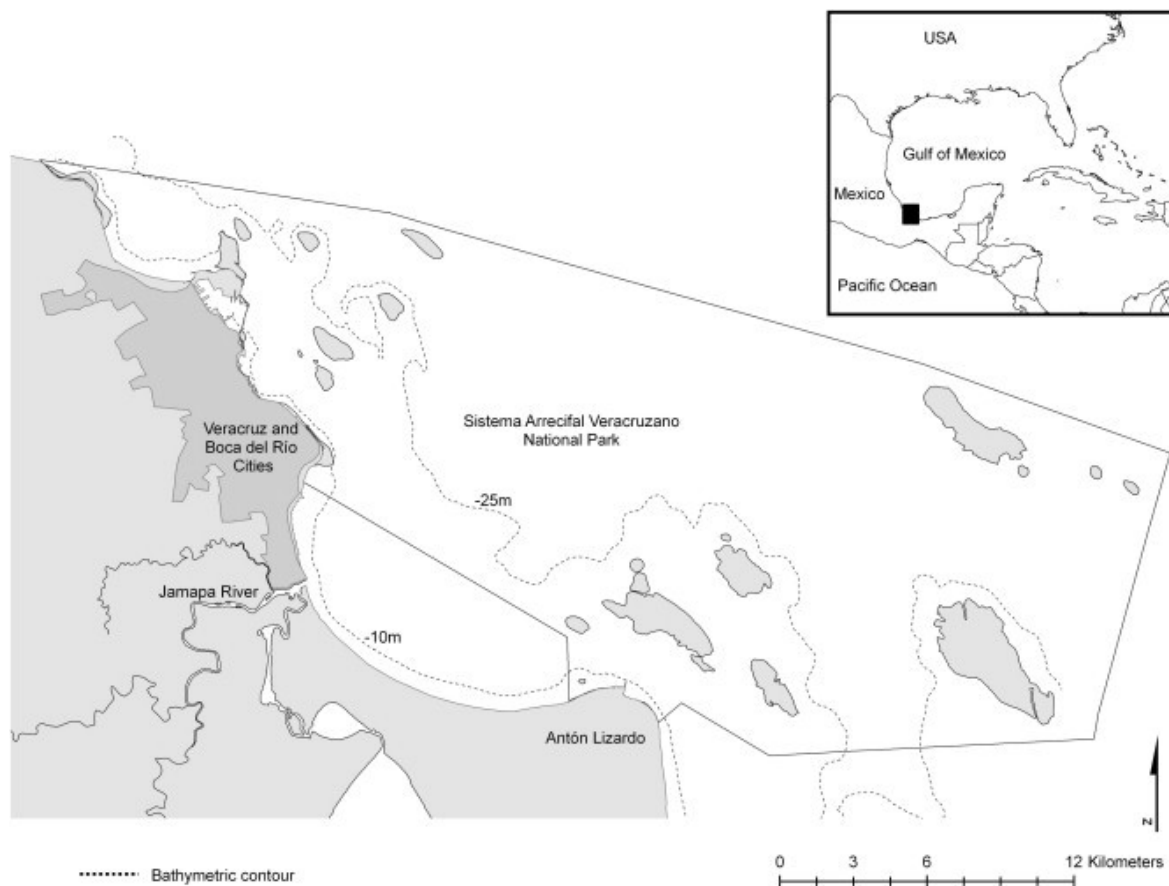 USA
Gulf of Mexico
Mexico
Pacific Ocean
Sistema Arrecifal Veracruzano
National Park
Veracruz and
Boca del Río
Cities
-25m
Jamapa River
-10m
Antón Lizardo
N
Bathymetric contour
0 3 6 12 Kilometers